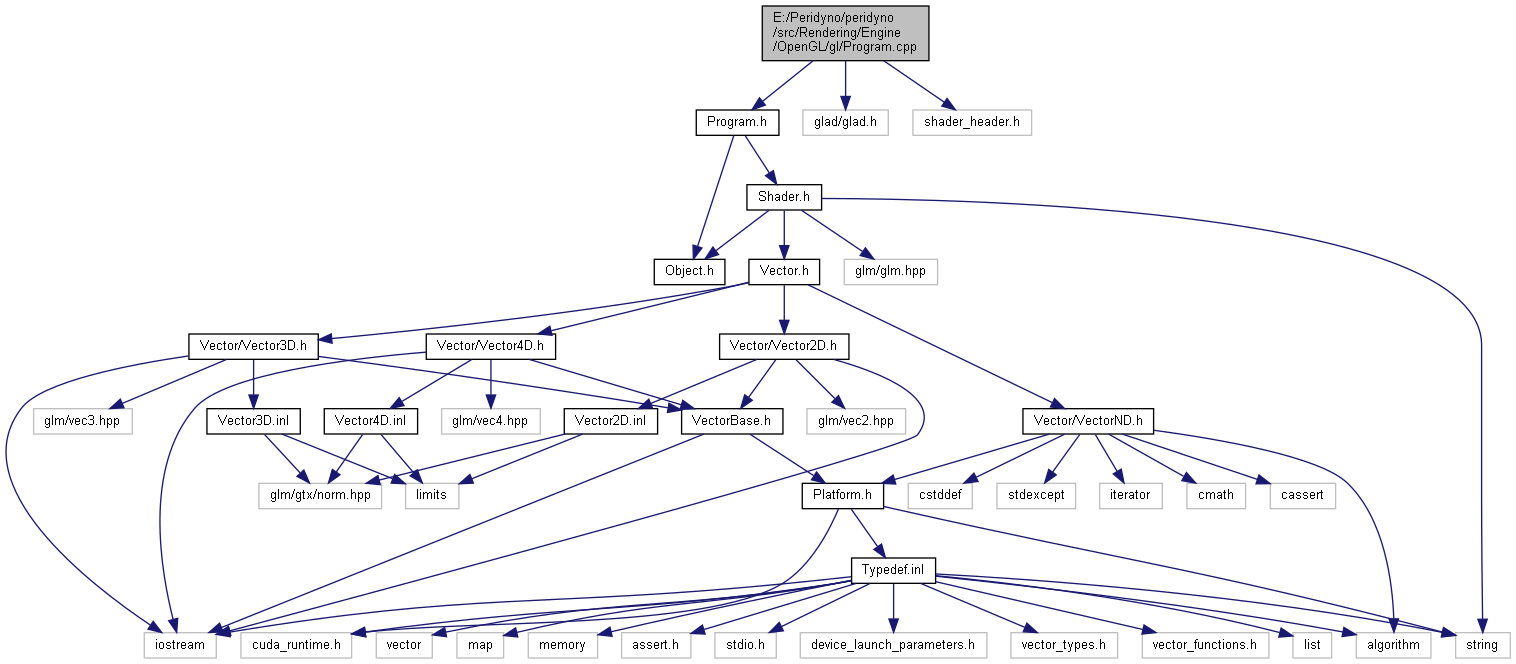 E:/Peridyno/peridyno
/src/Rendering/Engine
/OpenGL/gl/Program.cpp
Program.h
glad/glad.h
shader_header.h
Shader.h
Object.h
Vector.h
glm/glm.hpp
Vector/Vector3D.h
Vector/Vector4D.h
Vector/Vector2D.h
glm/vec3.hpp
Vector3D.inl
Vector4D.inl
glm/vec4.hpp
Vector2D.inl
VectorBase.h
glm/vec2.hpp
Vector/VectorND.h
glm/gtx/norm.hpp
limits
Platform.h
cstddef
stdexcept
iterator
cmath
cassert
Typedef.inl
iostream
cuda_runtime.h
vector
map
memory
assert.h
stdio.h
device_launch_parameters.h
vector_types.h
vector_functions.h
list
algorithm
string